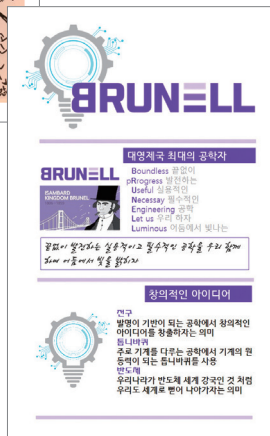 BRUNELL
대영제국 최대의 공학자
BRUNELL
ISAMBARD
KINGDOM BRUNEL
Boundless 끝없이
pRrogress 발전하는
Useful 실용적인
Necessay 필수적인
Engineering 공학
Let us 우리 하자
Luminous 어둠에서 빛나는
끝없이 발전하는 실용적이고 필수적인 공학을 우리 함께
하여 어둠에서 빛을 밝히자
창의적인 아이디어
전구
발명이 기반이 되는 공학에서 창의적인
아이디어를 창출하자는 의미
톱니바퀴
주로 기계를 다루는 공학에서 기계의 원
동력이 되는 톱니바퀴를 사용
반도체
우리나라가 반도체 세계 강국인 것 처럼
우리도 세계로 뻗어 나아가자는 의미